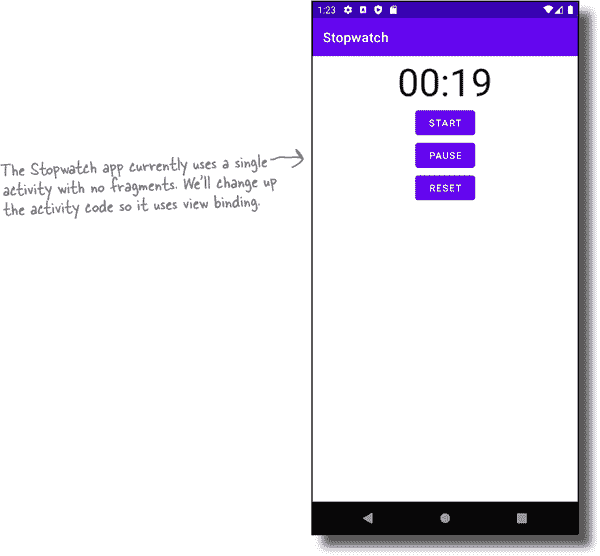 1:23
Stopwatch
00:19
START
PAUSE
RESET
The Stopwatch app currently uses a single
activity with no fragments. We'll change up
the activity code so it uses view binding.